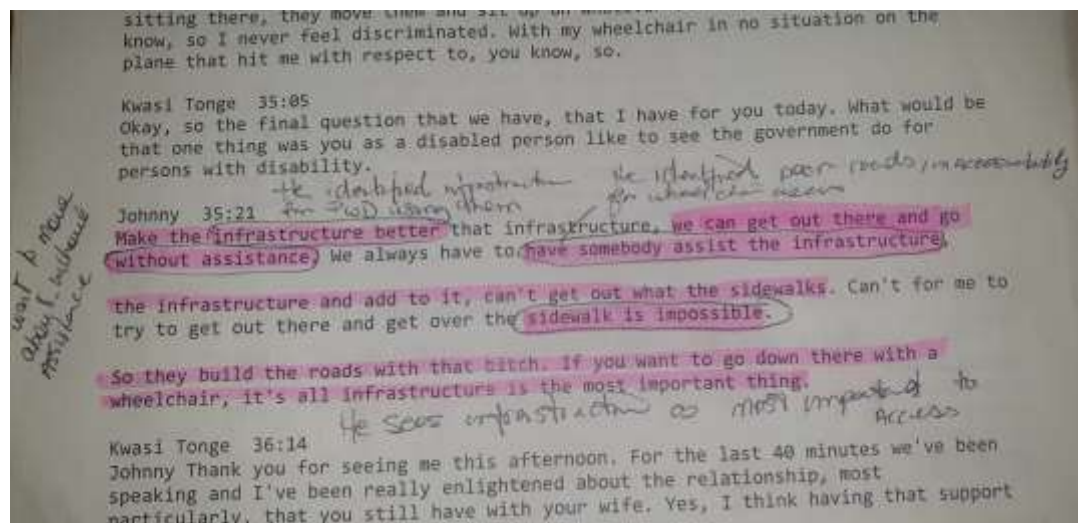 sitting there, they move them and sit up on
know, so I never feel discriminated. With my wheelchair in no situation on the
plane that hit me with respect to, you know, so.
Kwasi Tonge 35:05
Okay, so the final question that we have, that I have for you today. What would be
that one thing was you as a disabled person like to see the government do for
persons with disability.
He identified infrastructure
for PWD using them
He identified poor roads/inaccessability
for wheelchair users
Johnny 35:21
Make the infrastructure better that infrastructure, we can get out there and go
without assistance. We always have to have somebody assist the infrastructure,
want to move
about without
Assistance
the infrastructure and add to it, can't get out what the sidewalks. Can't for me to
try to get out there and get over the sidewalk is impossible.
So they build the roads with that bitch. If you want to go down there with a
wheelchair, it's all infrastructure is the most important thing.
He sees infrastructure as most important to
Access
Kwasi Tonge 36:14
Johnny Thank you for seeing me this afternoon. For the last 40 minutes we've been
speaking and I've been really enlightened about the relationship, most
particularly, that you still have with your wife. Yes, I think having that support